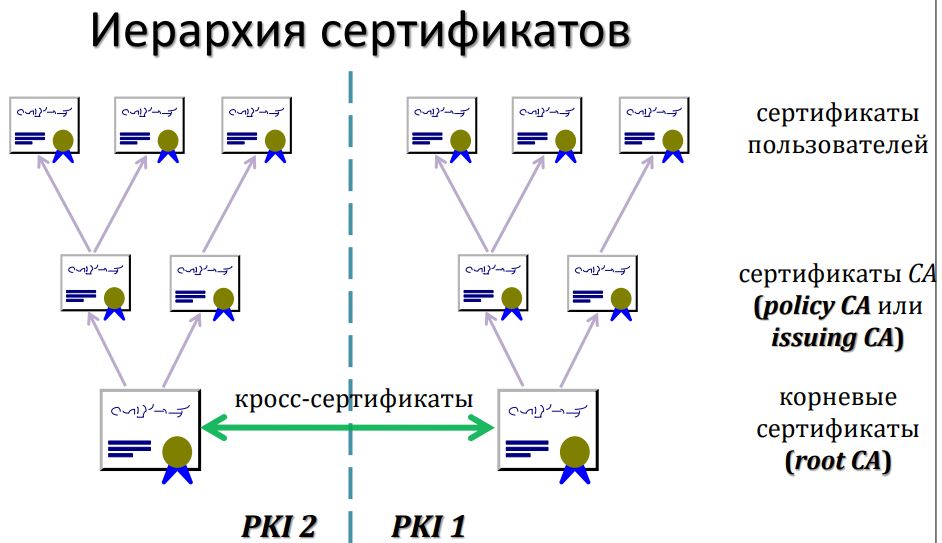 Иерархия сертификатов
сертификаты
пользователей
сертификаты CA
(policy CA или
issuing CA)
кросс-сертификаты
корневые
сертификаты
(root CA)
PKI 2
PKI 1